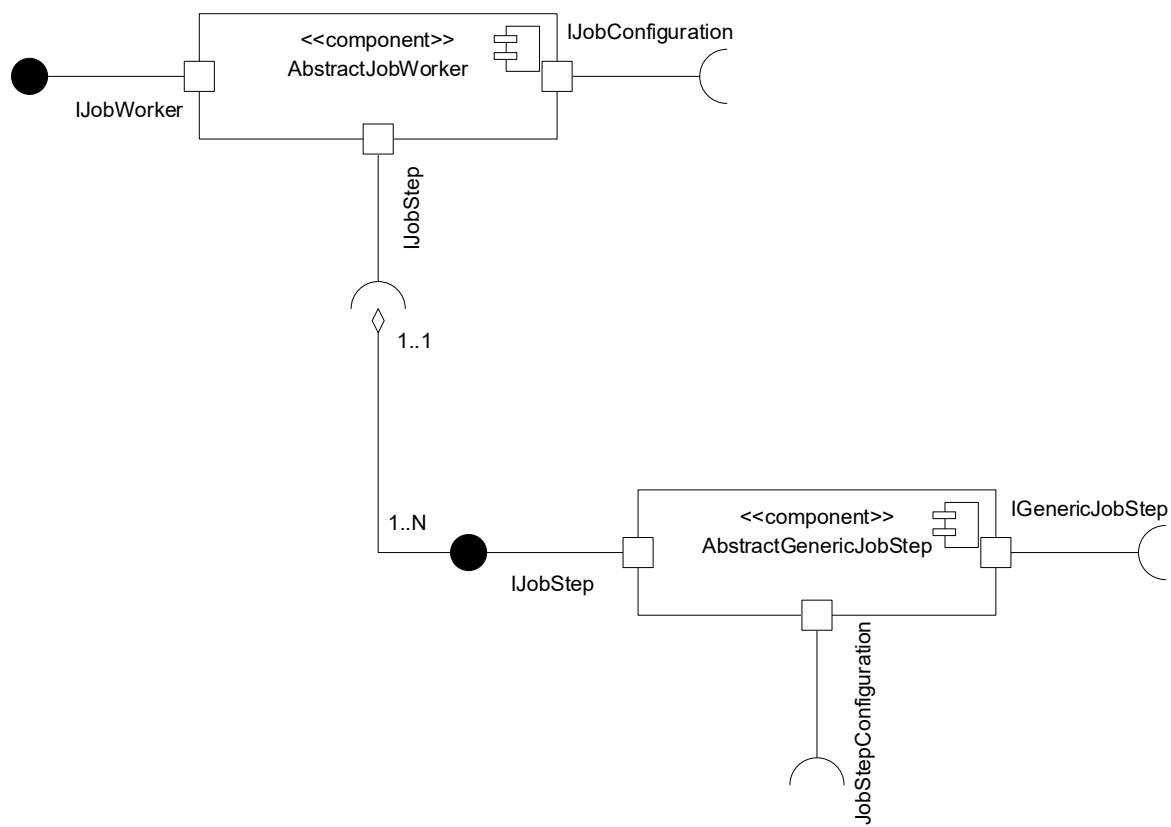 <<component>>
AbstractJobWorker
IJobConfiguration
IJobWorker
IJobStep
1..1
1..N
<<component>>
AbstractGenericJobStep
IGenericJobStep
IJobStep
JobStepConfiguration